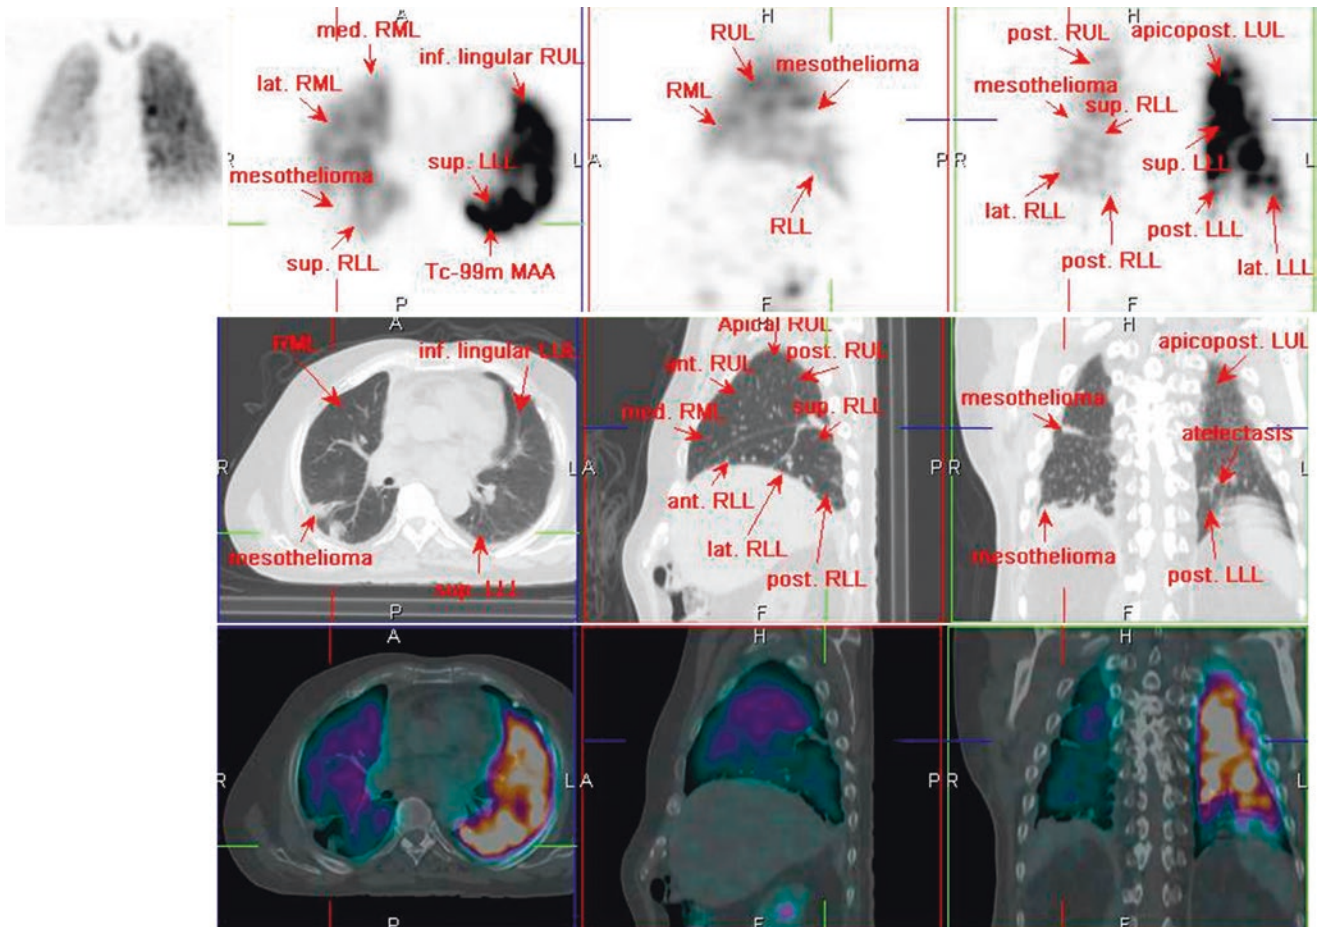 A
med. RML
inf. lingular RUL
lat. RML
R
sup. LLL
L
mesothelioma
sup. RLL
Tc-99m MAA
P
H
RUL
mesothelioma
RML
A
P
RLL
F
H
post. RUL
apicopost. LUL
mesothelioma
sup. RLL
R
sup. LLL
L
lat. RLL
post. LLL
post. RLL
lat. LLL
F
A
RML
inf. lingular LUL
R
L
mesothelioma
sup. LLL
P
H
Apical RUL
ant. RUL
post. RUL
med. RML
sup. RLL
A
P
ant. RLL
lat. RLL
post. RLL
F
H
apicopost. LUL
mesothelioma
atelectasis
R
L
mesothelioma
post. LLL
F
A
R
L
P
H
A
P
F
H
R
L
F